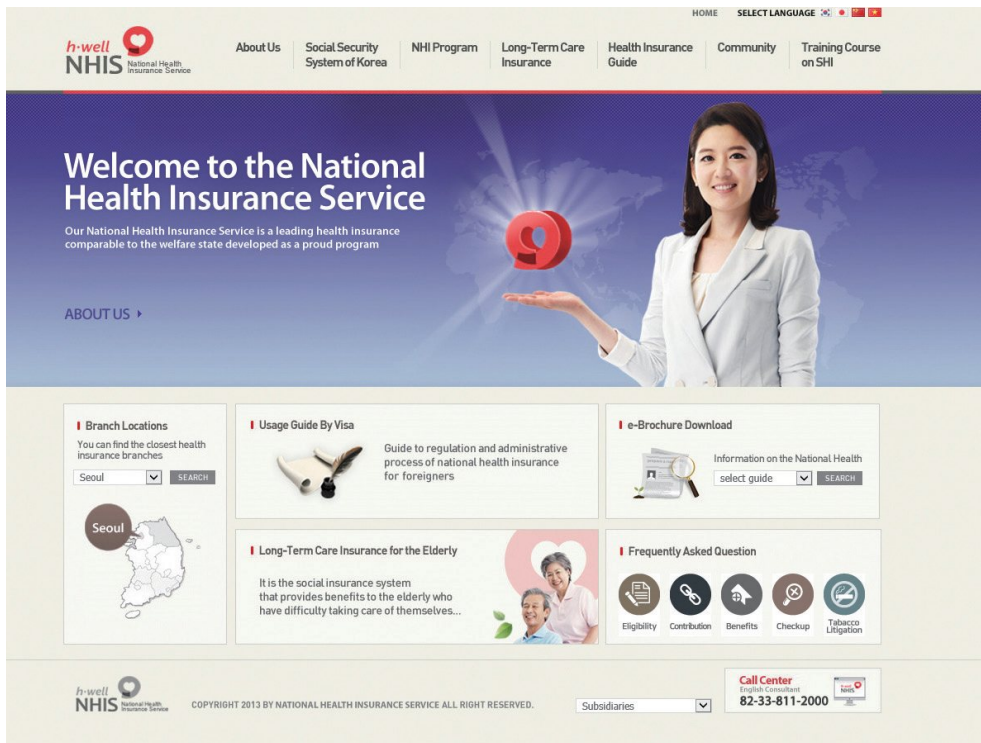 HOME SELECT LANGUAGE
h·well
NHIS National Health
Insurance Service
About Us
Social Security
System of Korea
NHI Program
Long-Term Care
Insurance
Health Insurance
Guide
Community
Training Course
on SHI
Welcome to the National
Health Insurance Service
Our National Health Insurance Service is a leading health insurance
comparable to the welfare state developed as a proud program
ABOUT US
Branch Locations
You can find the closest health
insurance branches
Seoul SEARCH
Seoul
Usage Guide By Visa
Guide to regulation and administrative
process of national health insurance
for foreigners
e-Brochure Download
Information on the National Health
select guide SEARCH
Long-Term Care Insurance for the Elderly
It is the social insurance system
that provides benefits to the elderly who
have difficulty taking care of themselves...
Frequently Asked Question
Eligibility Contribution Benefits Checkup Tabacco
Litigation
h·well
NHIS National Health
Insurance Service
COPYRIGHT 2013 BY NATIONAL HEALTH INSURANCE SERVICE ALL RIGHT RESERVED.
Subsidiaries
Call Center
English Consultant
82-33-811-2000
NHIS